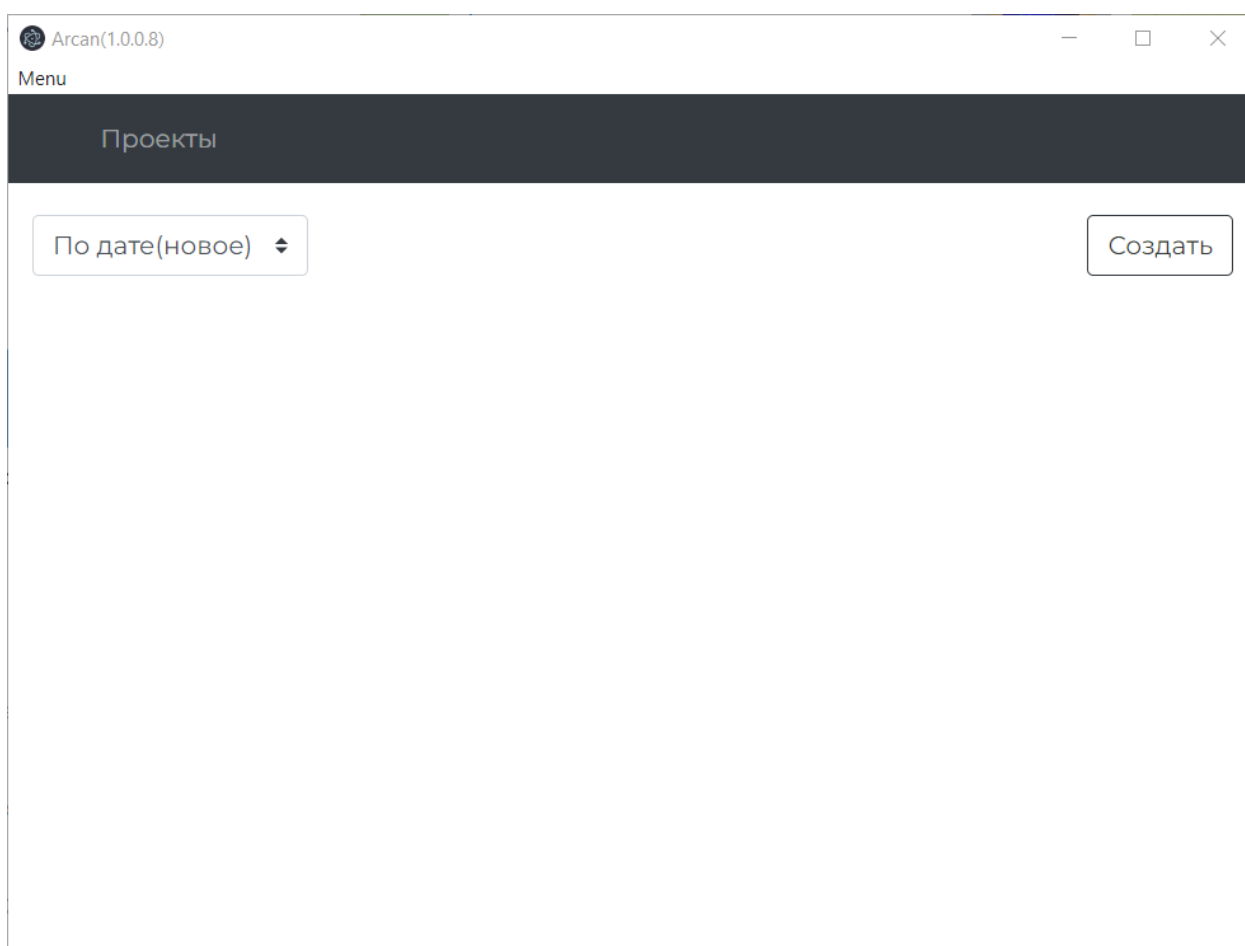 Arcan(1.0.0.8)
Menu
Проекты
По дате(новое)
Создать